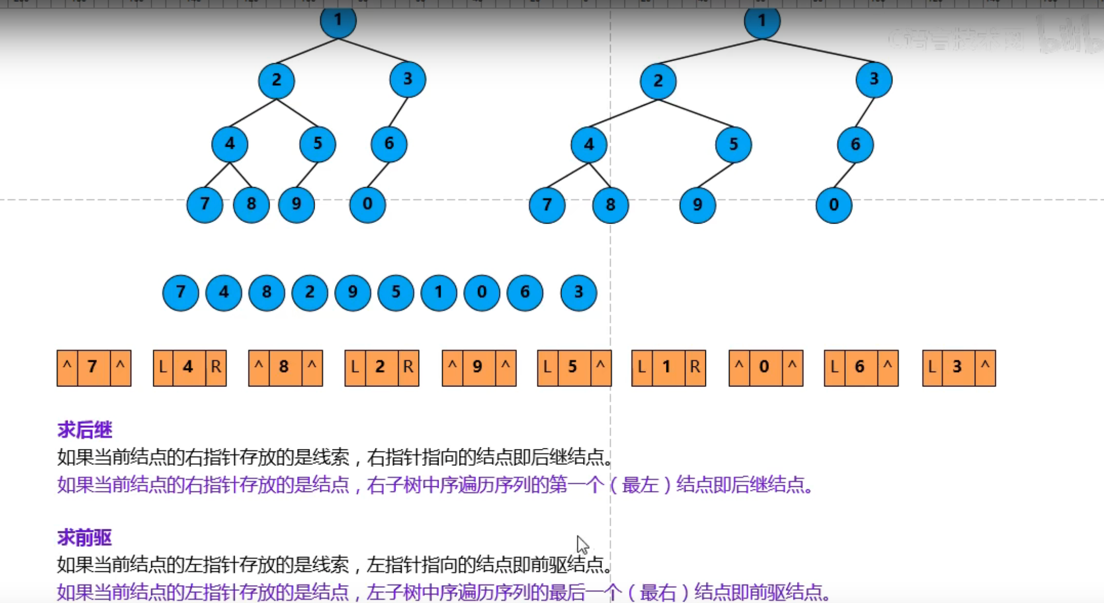 1 1
2 3 2 3
4 5 6 4 5 6
7 8 9 0 7 8 9 0
7 4 8 2 9 5 1 0 6 3
^ 7 ^ L 4 R ^ 8 ^ L 2 R ^ 9 ^ L 5 ^ L 1 R ^ 0 ^ L 6 ^ L 3 ^
求后继
如果当前结点的右指针存放的是线索，右指针指向的结点即后继结点。
如果当前结点的右指针存放的是结点，右子树中序遍历序列的第一个（最左）结点即后继结点。
求前驱
如果当前结点的左指针存放的是线索，左指针指向的结点即前驱结点。
如果当前结点的左指针存放的是结点，左子树中序遍历序列的最后一个（最右）结点即前驱结点。